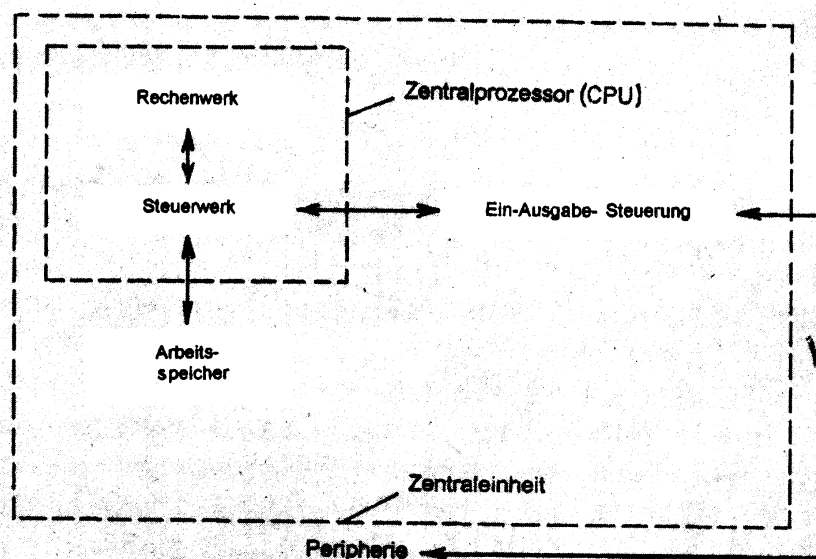 Rechenwerk
Zentralprozessor (CPU)
Steuerwerk
Ein-Ausgabe- Steuerung
Arbeits-
speicher
Zentraleinheit
Peripherie